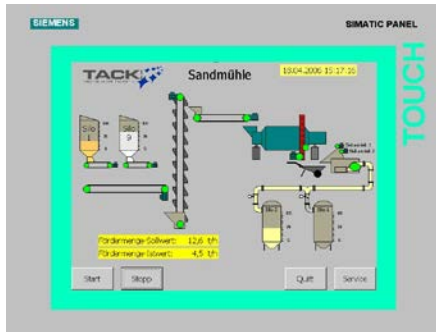 SIEMENS
SIMATIC PANEL
TOUCH
TACK
Sandmühle
18.04.2006 15:17:16
Silo
Silo
Fördermenge-Sollwert: 12,6 t/h
Fördermenge-Istwert: 4,5 t/h
Start
Stopp
Quitt
Service